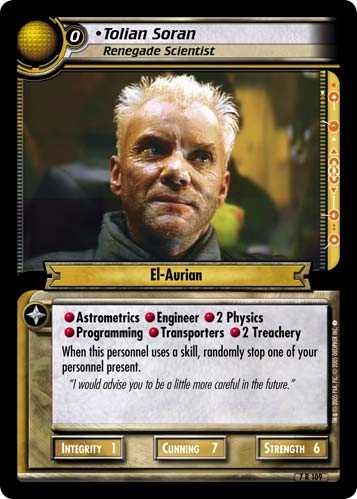 0
•Tolian Soran
Renegade Scientist
El-Aurian
•Astrometrics •Engineer •2 Physics
•Programming •Transporters •2 Treachery
When this personnel uses a skill, randomly stop one of your
personnel present.
"I would advise you to be a little more careful in the future."
INTEGRITY 1 CUNNING 7 STRENGTH 6
7 R 109